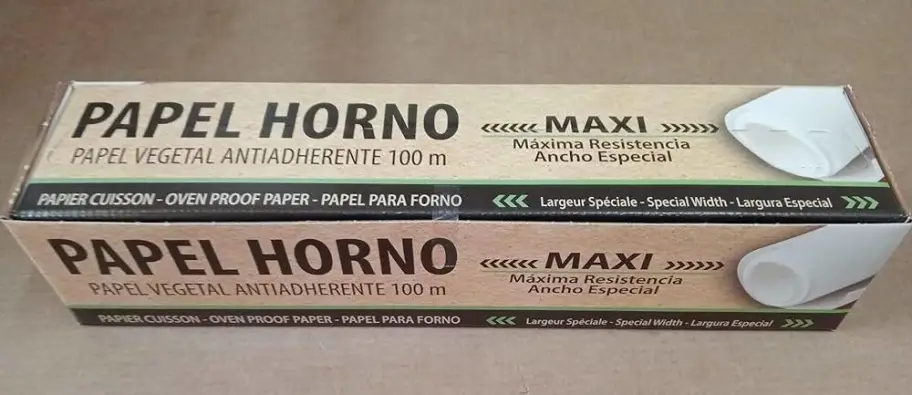 PAPEL HORNO
PAPEL VEGETAL ANTIADHERENTE 100 m
<<<<<< MAXI >>>>>>
Máxima Resistencia
Ancho Especial
PAPIER CUISSON - OVEN PROOF PAPER - PAPEL PARA FORNO <<< Largeur Spéciale - Special Width - Largura Especial >>>
PAPEL HORNO
PAPEL VEGETAL ANTIADHERENTE 100 m
<<<<<< MAXI >>>>>>
Máxima Resistencia
Ancho Especial
PAPIER CUISSON - OVEN PROOF PAPER - PAPEL PARA FORNO <<< Largeur Spéciale - Special Width - Largura Especial >>>